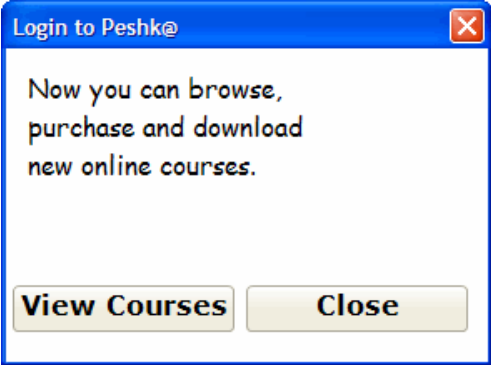 Login to Peshk@
Now you can browse,
purchase and download
new online courses.
View Courses
Close